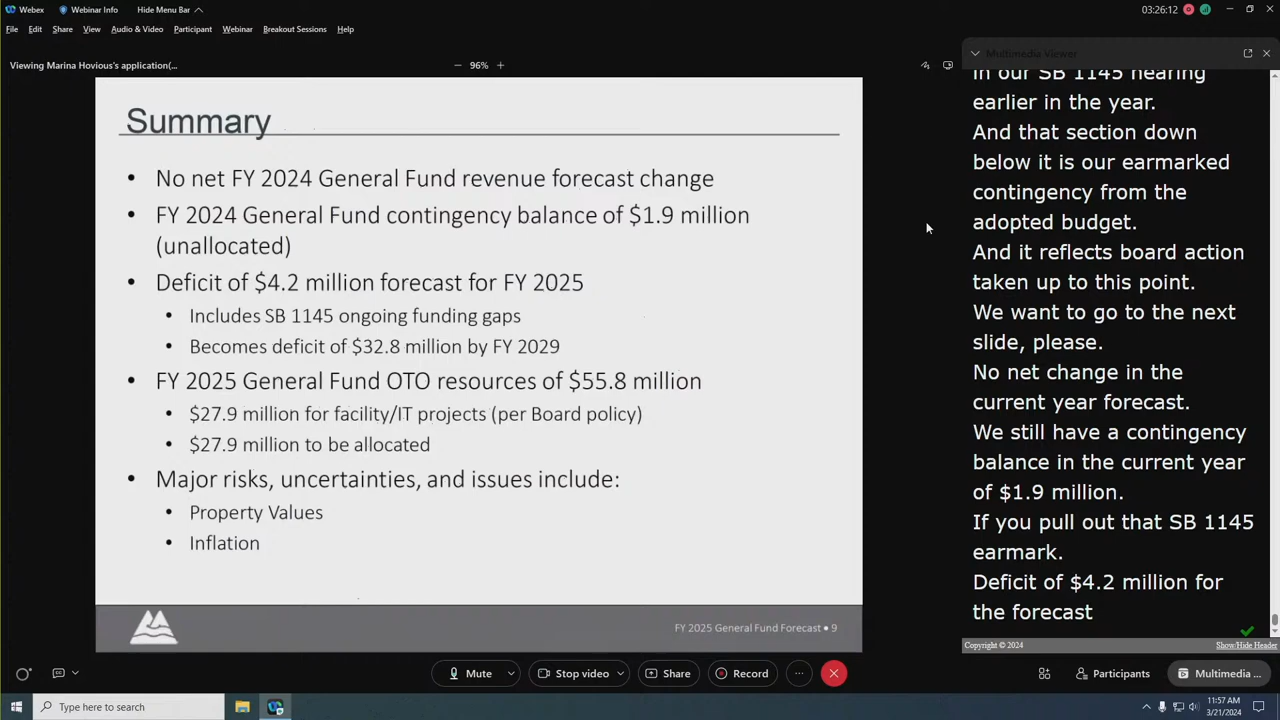 Webex
Webinar Info
Hide Menu Bar
03:26:12
File Edit Share View Audio & Video Participant Webinar Breakout Sessions Help
Viewing Marina Hovious's application(...
96%
Multimedia Viewer
Summary
• No net FY 2024 General Fund revenue forecast change
• FY 2024 General Fund contingency balance of $1.9 million
(unallocated)
• Deficit of $4.2 million forecast for FY 2025
• Includes SB 1145 ongoing funding gaps
• Becomes deficit of $32.8 million by FY 2029
• FY 2025 General Fund OTO resources of $55.8 million
• $27.9 million for facility/IT projects (per Board policy)
• $27.9 million to be allocated
• Major risks, uncertainties, and issues include:
• Property Values
• Inflation
FY 2025 General Fund Forecast • 9
in our SB 1145 hearing
earlier in the year.
And that section down
below it is our earmarked
contingency from the
adopted budget.
And it reflects board action
taken up to this point.
We want to go to the next
slide, please.
No net change in the
current year forecast.
We still have a contingency
balance in the current year
of $1.9 million.
If you pull out that SB 1145
earmark.
Deficit of $4.2 million for
the forecast
Copyright © 2024
Show/Hide Header
Mute
Stop video
Share
Record
Participants
Multimedia ...
Type here to search
11:57 AM
3/21/2024